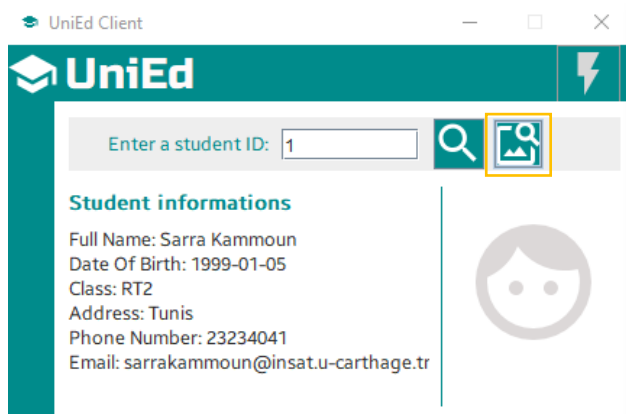 UniEd Client
UniEd
Enter a student ID: 1
Student informations
Full Name: Sarra Kammoun
Date Of Birth: 1999-01-05
Class: RT2
Address: Tunis
Phone Number: 23234041
Email: sarrakammoun@insat.u-carthage.tr